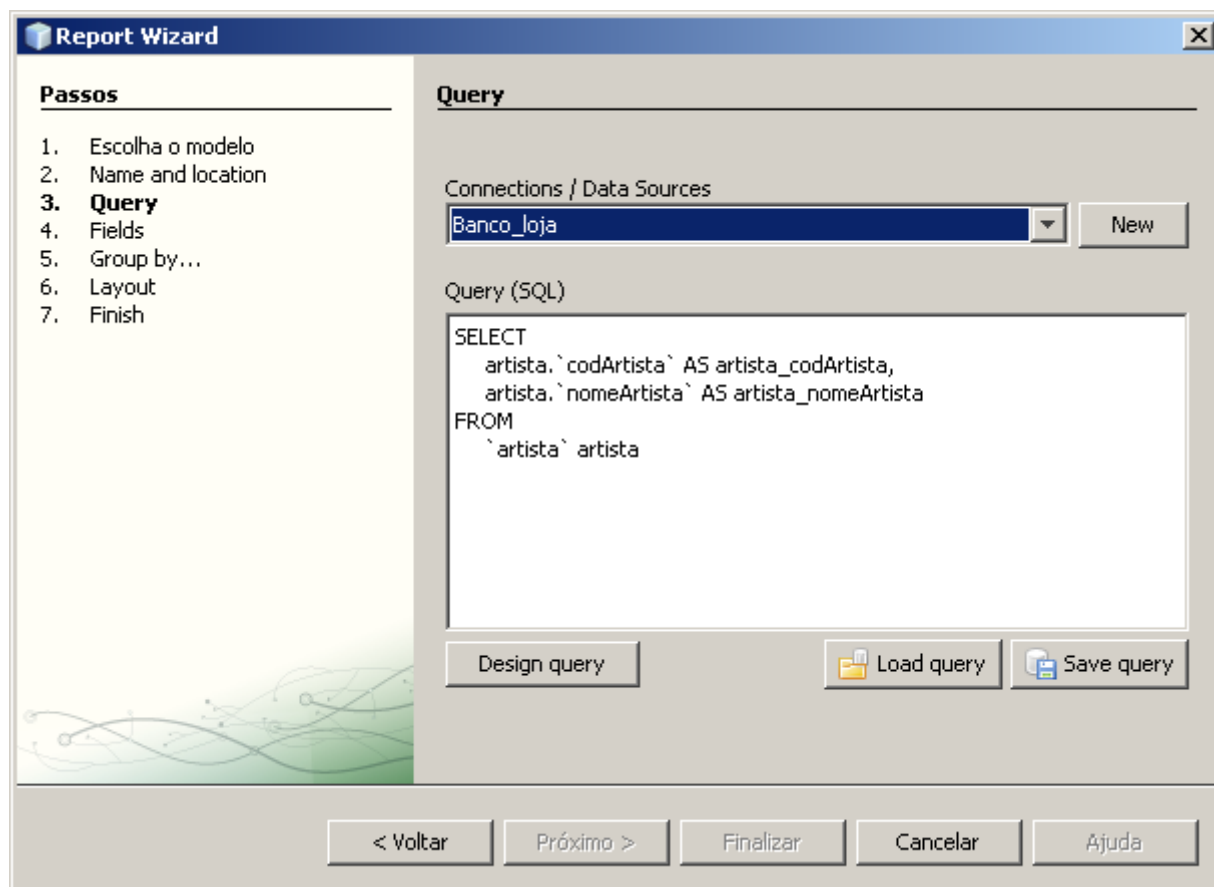 Report Wizard
Passos
1. Escolha o modelo
2. Name and location
3. Query
4. Fields
5. Group by...
6. Layout
7. Finish
Query
Connections / Data Sources
Banco_loja
New
Query (SQL)
SELECT
artista.`codArtista` AS artista_codArtista,
artista.`nomeArtista` AS artista_nomeArtista
FROM
`artista` artista
Design query
Load query
Save query
< Voltar
Próximo >
Finalizar
Cancelar
Ajuda